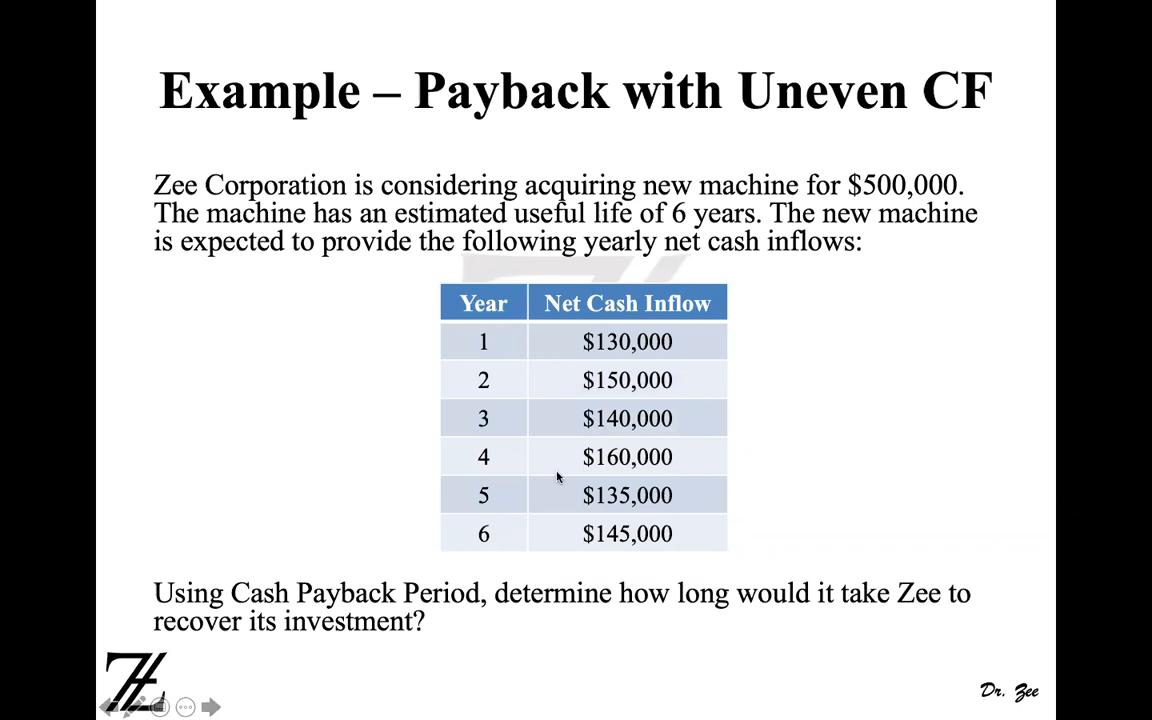 Example – Payback with Uneven CF
Zee Corporation is considering acquiring new machine for $500,000.
The machine has an estimated useful life of 6 years. The new machine
is expected to provide the following yearly net cash inflows:
Year Net Cash Inflow
1 $130,000
2 $150,000
3 $140,000
4 $160,000
5 $135,000
6 $145,000
Using Cash Payback Period, determine how long would it take Zee to
recover its investment?
Dr. Zee